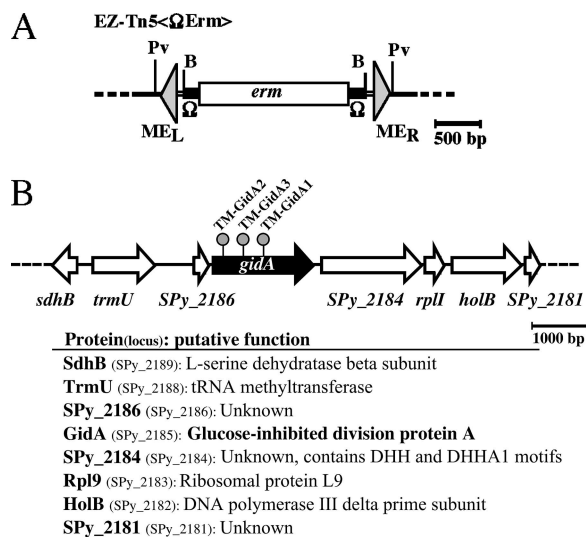 A
EZ-Tn5<ΩErm>
Pv
B
B
Pv
erm
Ω
Ω
MEL
MER
500 bp
B
TM-GidA2
TM-GidA3
TM-GidA1
gidA
sdhB
trmU
SPy_2186
SPy_2184
rplI
holB
SPy_2181
1000 bp
Protein(locus): putative function
SdhB (SPy_2189): L-serine dehydratase beta subunit
TrmU (SPy_2188): tRNA methyltransferase
SPy_2186 (SPy_2186): Unknown
GidA (SPy_2185): Glucose-inhibited division protein A
SPy_2184 (SPy_2184): Unknown, contains DHH and DHHA1 motifs
Rpl9 (SPy_2183): Ribosomal protein L9
HolB (SPy_2182): DNA polymerase III delta prime subunit
SPy_2181 (SPy_2181): Unknown